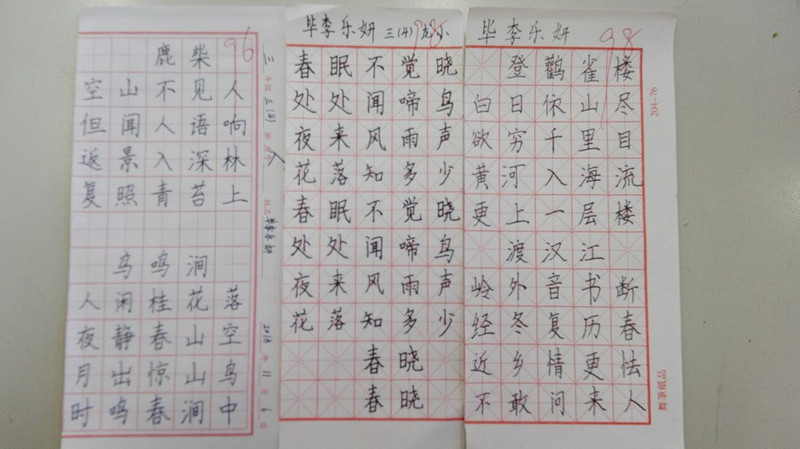 鹿柴
96
空山不见人
但闻人语响
返景入深林
复照青苔上
鸟鸣涧
人闲桂花落
夜静春山空
月出惊山鸟
时鸣春涧中
毕李乐妍 三(4) 龙小
98
春眠不觉晓
处处闻啼鸟
夜来风雨声
花落知多少
春眠不觉晓
处处闻啼鸟
夜来风雨声
花落知多少
春晓
春晓
毕李乐妍
98
登鹳雀楼
白日依山尽
欲穷千里目
黄河入海流
更上一层楼
渡汉江
岭外音书断
经冬复历春
近乡情更怯
不敢问来人
204-76